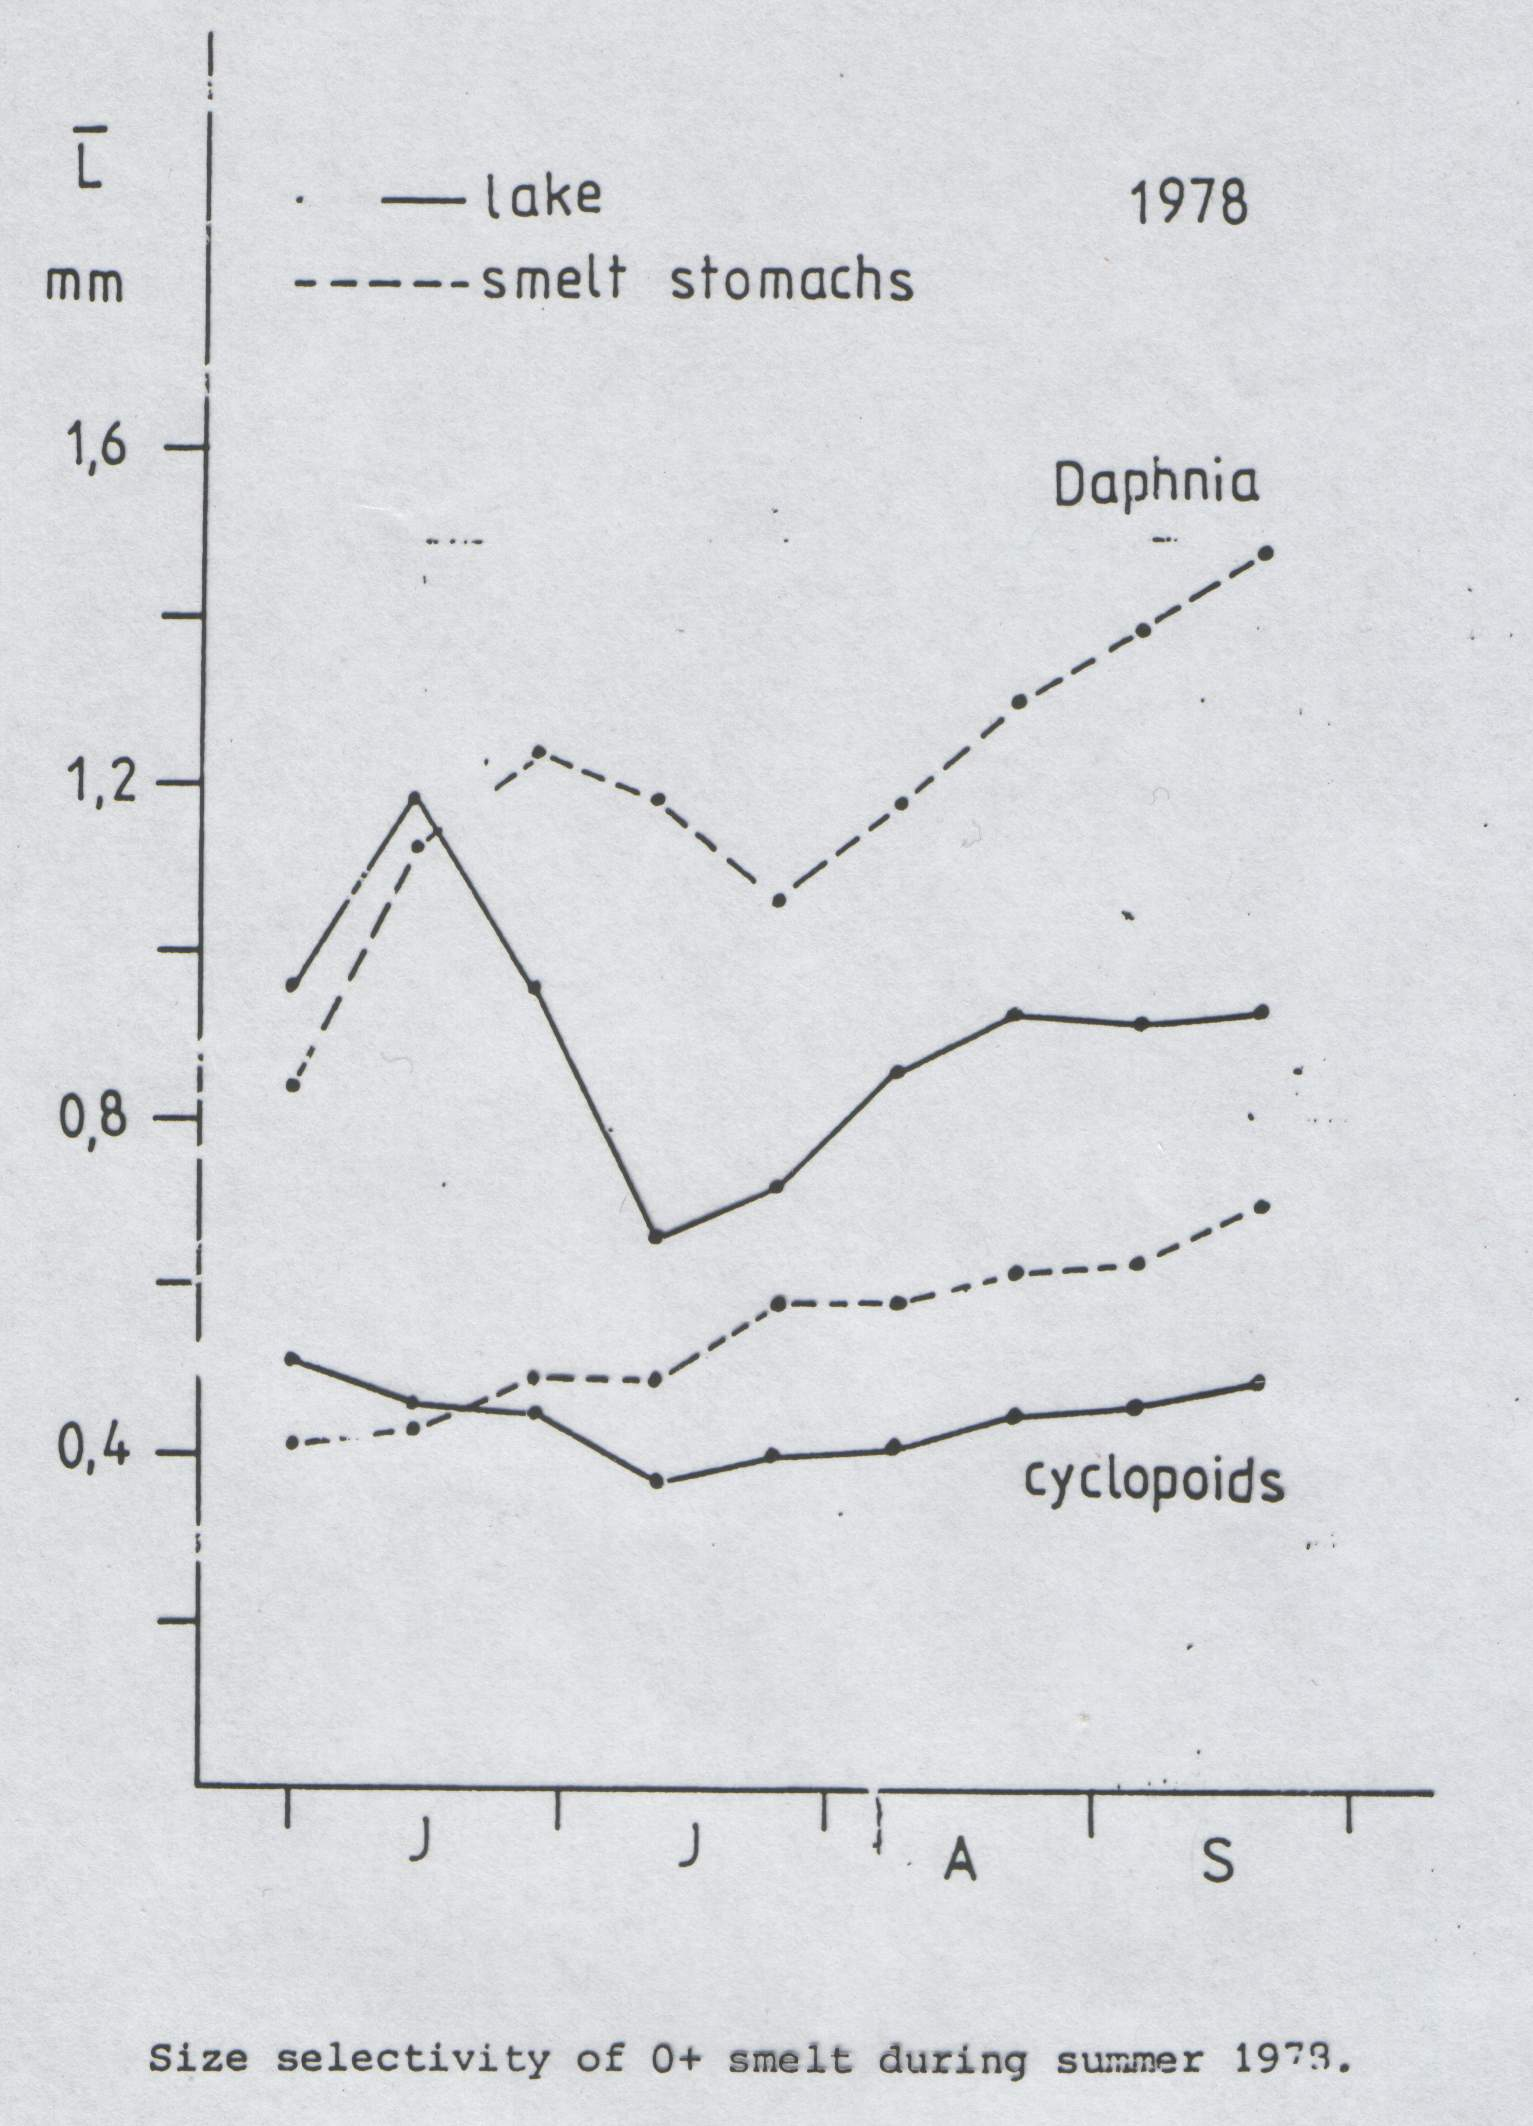 L̅
lake
1978
mm
smelt stomachs
1,6
Daphnia
1,2
0,8
0,4
cyclopoids
J J A S
Size selectivity of 0+ smelt during summer 1978.